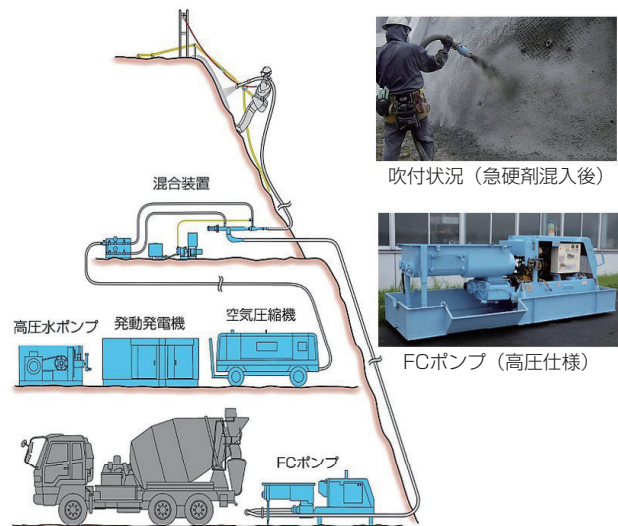 吹付状況（急硬剤混入後）
混合装置
高圧水ポンプ
発動発電機
空気圧縮機
FCポンプ（高圧仕様）
FCポンプ